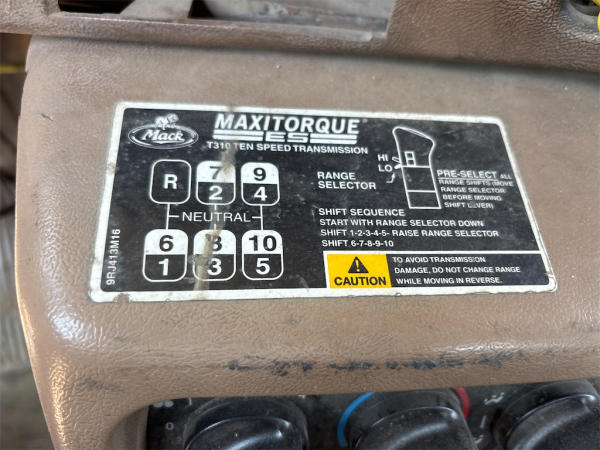 Mack
MAXITORQUE®
ES
T310 TEN SPEED TRANSMISSION
R
7
2
9
4
NEUTRAL
6
1
8
3
10
5
9RJ413M16
HI
LO
RANGE
SELECTOR
PRE-SELECT ALL
RANGE SHIFTS (MOVE
RANGE SELECTOR
BEFORE MOVING
SHIFT LEVER)
SHIFT SEQUENCE
START WITH RANGE SELECTOR DOWN
SHIFT 1-2-3-4-5- RAISE RANGE SELECTOR
SHIFT 6-7-8-9-10
CAUTION
TO AVOID TRANSMISSION
DAMAGE, DO NOT CHANGE RANGE
WHILE MOVING IN REVERSE.